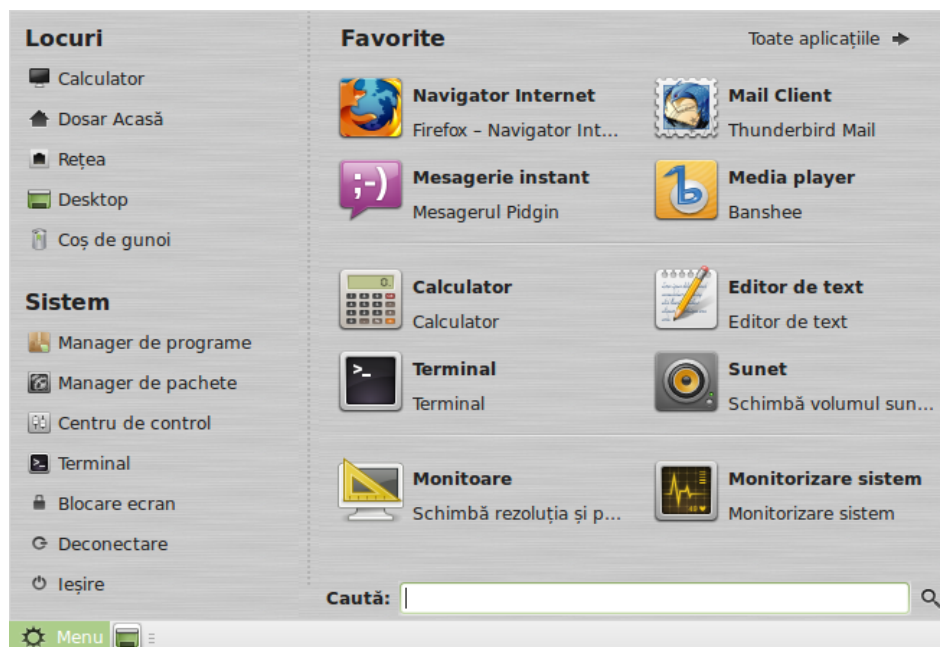 Locuri
Calculator
Dosar Acasă
Rețea
Desktop
Coș de gunoi
Sistem
Manager de programe
Manager de pachete
Centru de control
Terminal
Blocare ecran
Deconectare
Ieșire
Favorite
Toate aplicațiile
Navigator Internet
Firefox – Navigator Int...
Mail Client
Thunderbird Mail
;-)
Mesagerie instant
Mesagerul Pidgin
Media player
Banshee
0.
Calculator
Calculator
Editor de text
Editor de text
>_
Terminal
Terminal
Sunet
Schimbă volumul sun...
Monitoare
Schimbă rezoluția și p...
Monitorizare sistem
Monitorizare sistem
Caută:
Menu